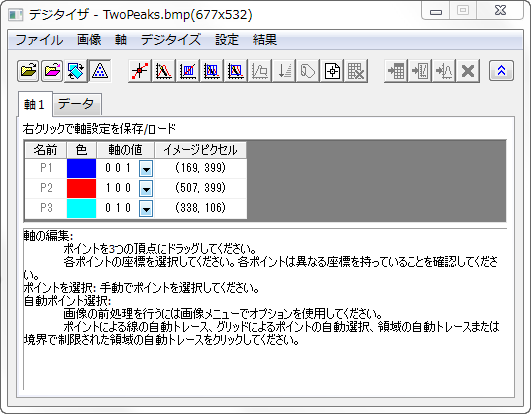 デジタイザ - TwoPeaks.bmp(677x532)
ファイル 画像 軸 デジタイズ 設定 結果
軸 1 データ
右クリックで軸設定を保存/ロード
名前 色 軸の値 イメージピクセル
P1 0 0 1 (169, 399)
P2 1 0 0 (507, 399)
P3 0 1 0 (338, 106)
軸の編集:
ポイントを3つの頂点にドラッグしてください。
各ポイントの座標を選択してください。各ポイントは異なる座標を持っていることを確認してくださ
い。
ポイントを選択: 手動でポイントを選択してください。
自動ポイント選択:
画像の前処理を行うには画像メニューでオプションを使用してください。
ポイントによる線の自動トレース、グリッドによるポイントの自動選択、領域の自動トレースまたは
境界で制限された領域の自動トレースをクリックしてください。